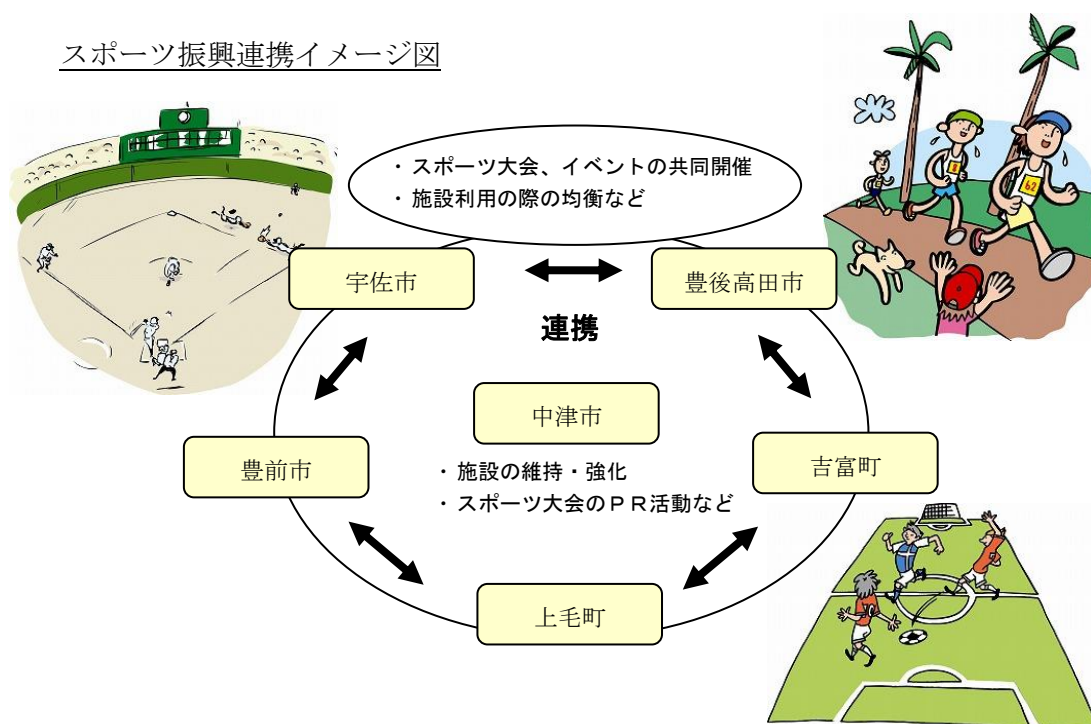 スポーツ振興連携イメージ図
・スポーツ大会、イベントの共同開催
・施設利用の際の均衡など
宇佐市
豊後高田市
連携
中津市
豊前市
・施設の維持・強化
・スポーツ大会のＰＲ活動など
吉富町
上毛町
8
62